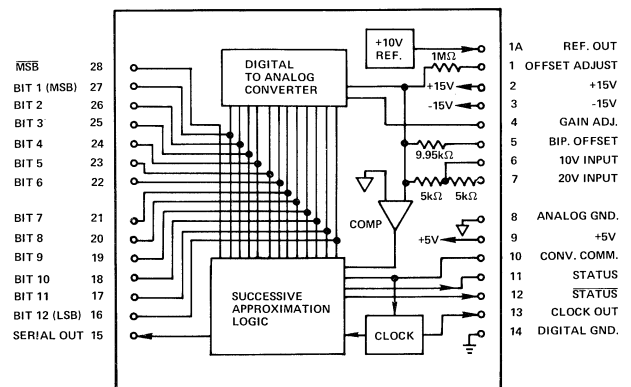 +10V
REF.
1A REF. OUT
1MΩ
1 OFFSET ADJUST
DIGITAL
TO ANALOG
CONVERTER
M̅S̅B̅ 28
BIT 1 (MSB) 27
BIT 2 26
BIT 3 25
BIT 4 24
BIT 5 23
BIT 6 22
BIT 7 21
BIT 8 20
BIT 9 19
BIT 10 18
BIT 11 17
BIT 12 (LSB) 16
SERIAL OUT 15
+15V 2 +15V
-15V 3 -15V
4 GAIN ADJ.
5 BIP. OFFSET
9.95kΩ
6 10V INPUT
7 20V INPUT
5kΩ 5kΩ
COMP
8 ANALOG GND.
+5V 9 +5V
10 CONV. COMM.
11 STATUS
12 S̅T̅A̅T̅U̅S̅
13 CLOCK OUT
14 DIGITAL GND.
SUCCESSIVE
APPROXIMATION
LOGIC
CLOCK